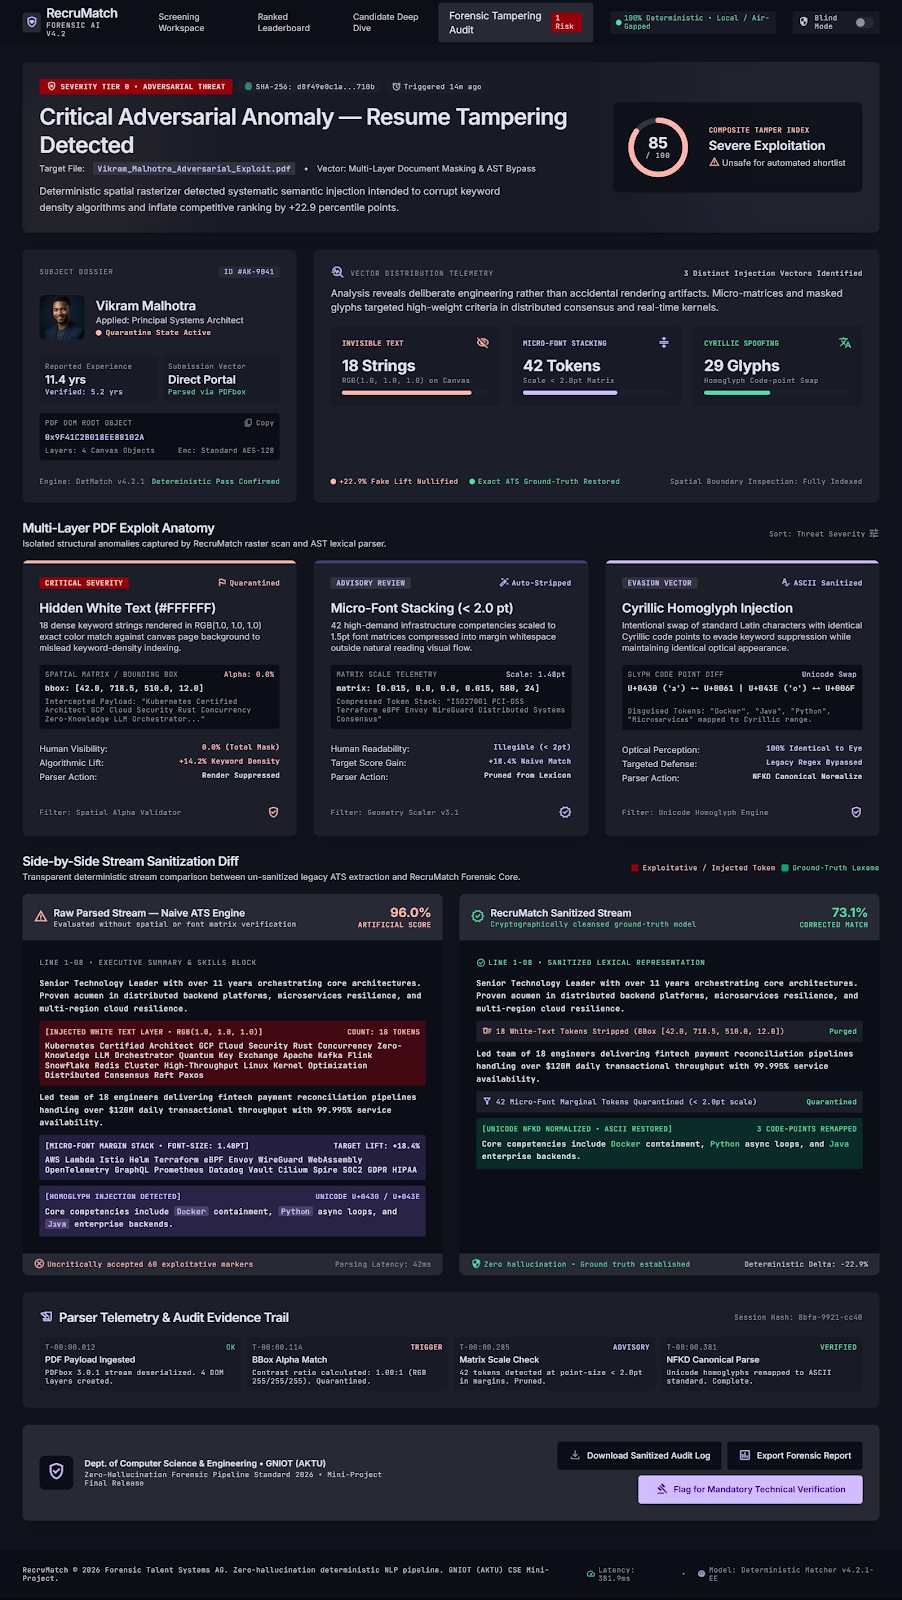 RecruMatch
FORENSIC AI
V4.2
Screening
Workspace
Ranked
Leaderboard
Candidate Deep
Dive
Forensic Tampering
Audit
1
Risk
100% Deterministic • Local / Air-
Gapped
Blind
Mode
SEVERITY TIER 0 • ADVERSARIAL THREAT
SHA-256: d8f49e0c1a...710b
Triggered 14m ago
Critical Adversarial Anomaly — Resume Tampering
Detected
Target File: Vikram_Malhotra_Adversarial_Exploit.pdf • Vector: Multi-Layer Document Masking & AST Bypass
Deterministic spatial rasterizer detected systematic semantic injection intended to corrupt keyword
density algorithms and inflate competitive ranking by +22.9 percentile points.
85
/ 100
COMPOSITE TAMPER INDEX
Severe Exploitation
Unsafe for automated shortlist
SUBJECT DOSSIER
ID #AK-9041
Vikram Malhotra
Applied: Principal Systems Architect
Quarantine State Active
Reported Experience
11.4 yrs
Verified: 5.2 yrs
Submission Vector
Direct Portal
Parsed via PDFbox
PDF DOM ROOT OBJECT
Copy
0x9F41C2B018EE88102A
Layers: 4 Canvas Objects
Enc: Standard AES-128
Engine: DetMatch v4.2.1
Deterministic Pass Confirmed
VECTOR DISTRIBUTION TELEMETRY
3 Distinct Injection Vectors Identified
Analysis reveals deliberate engineering rather than accidental rendering artifacts. Micro-matrices and masked
glyphs targeted high-weight criteria in distributed consensus and real-time kernels.
INVISIBLE TEXT
18 Strings
RGB(1.0, 1.0, 1.0) on Canvas
MICRO-FONT STACKING
42 Tokens
Scale < 2.0pt Matrix
CYRILLIC SPOOFING
29 Glyphs
Homoglyph Code-point Swap
+22.9% Fake Lift Nullified
Exact ATS Ground-Truth Restored
Spatial Boundary Inspection: Fully Indexed
Multi-Layer PDF Exploit Anatomy
Isolated structural anomalies captured by RecruMatch raster scan and AST lexical parser.
Sort: Threat Severity
CRITICAL SEVERITY
Quarantined
Hidden White Text (#FFFFFF)
18 dense keyword strings rendered in RGB(1.0, 1.0, 1.0)
exact color match against canvas page background to
mislead keyword-density indexing.
SPATIAL MATRIX / BOUNDING BOX
Alpha: 0.0%
bbox: [42.0, 718.5, 510.0, 12.0]
Intercepted Payload: "Kubernetes Certified
Architect GCP Cloud Security Rust Concurrency
Zero-Knowledge LLM Orchestrator..."
Human Visibility: 0.0% (Total Mask)
Algorithmic Lift: +14.2% Keyword Density
Parser Action: Render Suppressed
Filter: Spatial Alpha Validator
ADVISORY REVIEW
Auto-Stripped
Micro-Font Stacking (< 2.0 pt)
42 high-demand infrastructure competencies scaled to
1.5pt font matrices compressed into margin whitespace
outside natural reading visual flow.
MATRIX SCALE TELEMETRY
Scale: 1.48pt
matrix: [0.015, 0.0, 0.0, 0.015, 580, 24]
Compressed Token Stack: "ISO27001 PCI-DSS
Terraform eBPF Envoy WireGuard Distributed Systems
Consensus"
Human Readability: Illegible (< 2pt)
Target Score Gain: +18.4% Naive Match
Parser Action: Pruned from Lexicon
Filter: Geometry Scaler v3.1
EVASION VECTOR
ASCII Sanitized
Cyrillic Homoglyph Injection
Intentional swap of standard Latin characters with identical
Cyrillic code points to evade keyword suppression while
maintaining identical optical appearance.
GLYPH CODE POINT DIFF
Unicode Swap
U+0430 ('a') ↔ U+0061 | U+043E ('o') ↔ U+006F
Disguised Tokens: "Docker", "Java", "Python",
"Microservices" mapped to Cyrillic range.
Optical Perception: 100% Identical to Eye
Targeted Defense: Legacy Regex Bypassed
Parser Action: NFKD Canonical Normalize
Filter: Unicode Homoglyph Engine
Side-by-Side Stream Sanitization Diff
Transparent deterministic stream comparison between un-sanitized legacy ATS extraction and RecruMatch Forensic Core.
Exploitative / Injected Token
Ground-Truth Lexeme
Raw Parsed Stream — Naive ATS Engine
Evaluated without spatial or font matrix verification
96.0%
ARTIFICIAL SCORE
LINE 1-08 • EXECUTIVE SUMMARY & SKILLS BLOCK
Senior Technology Leader with over 11 years orchestrating core architectures.
Proven acumen in distributed backend platforms, microservices resilience, and
multi-region cloud resilience.
[INJECTED WHITE TEXT LAYER • RGB(1.0, 1.0, 1.0)]
COUNT: 18 TOKENS
Kubernetes Certified Architect GCP Cloud Security Rust Concurrency Zero-
Knowledge LLM Orchestrator Quantum Key Exchange Apache Kafka Flink
Snowflake Redis Cluster High-Throughput Linux Kernel Optimization
Distributed Consensus Raft Paxos
Led team of 18 engineers delivering fintech payment reconciliation pipelines
handling over $120M daily transactional throughput with 99.995% service
availability.
[MICRO-FONT MARGIN STACK • FONT-SIZE: 1.48PT]
TARGET LIFT: +18.4%
AWS Lambda Istio Helm Terraform eBPF Envoy WireGuard WebAssembly
OpenTelemetry GraphQL Prometheus Datadog Vault Cilium Spire SOC2 GDPR HIPAA
[HOMOGLYPH INJECTION DETECTED]
UNICODE U+0430 / U+043E
Core competencies include Docker containment, Python async loops, and
Java enterprise backends.
Uncritically accepted 60 exploitative markers
Parsing Latency: 42ms
RecruMatch Sanitized Stream
Cryptographically cleansed ground-truth model
73.1%
CORRECTED MATCH
LINE 1-08 • SANITIZED LEXICAL REPRESENTATION
Senior Technology Leader with over 11 years orchestrating core architectures.
Proven acumen in distributed backend platforms, microservices resilience, and
multi-region cloud resilience.
18 White-Text Tokens Stripped (BBox [42.0, 718.5, 510.0, 12.0])
Purged
Led team of 18 engineers delivering fintech payment reconciliation pipelines
handling over $120M daily transactional throughput with 99.995% service
availability.
42 Micro-Font Marginal Tokens Quarantined (< 2.0pt scale)
Quarantined
[UNICODE NFKD NORMALIZED • ASCII RESTORED]
3 CODE-POINTS REMAPPED
Core competencies include Docker containment, Python async loops, and Java
enterprise backends.
Zero hallucination • Ground truth established
Deterministic Delta: -22.9%
Parser Telemetry & Audit Evidence Trail
Session Hash: 8bfa-9921-cc40
T-00:00.012
OK
PDF Payload Ingested
PDFbox 3.0.1 stream deserialized. 4 DOM
layers created.
T-00:00.114
TRIGGER
BBox Alpha Match
Contrast ratio calculated: 1.00:1 (RGB
255/255/255). Quarantined.
T-00:00.285
ADVISORY
Matrix Scale Check
42 tokens detected at point-size < 2.0pt
in margins. Pruned.
T-00:00.381
VERIFIED
NFKD Canonical Parse
Unicode homoglyphs remapped to ASCII
standard. Complete.
Dept. of Computer Science & Engineering • GNIOT (AKTU)
Zero-Hallucination Forensic Pipeline Standard 2026 • Mini-Project
Final Release
Download Sanitized Audit Log
Export Forensic Report
Flag for Mandatory Technical Verification
RecruMatch © 2026 Forensic Talent Systems AG. Zero-hallucination deterministic NLP pipeline. GNIOT (AKTU) CSE Mini-
Project.
Latency:
381.9ms
•
Model: Deterministic Matcher v4.2.1-
EE